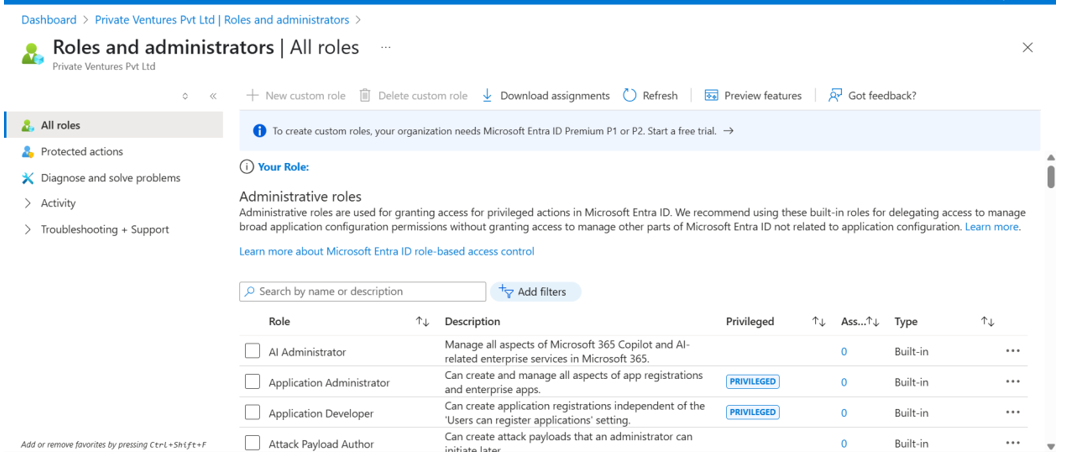 Dashboard > Private Ventures Pvt Ltd | Roles and administrators >
Roles and administrators | All roles ...
Private Ventures Pvt Ltd
New custom role Delete custom role Download assignments Refresh Preview features Got feedback?
All roles
Protected actions
Diagnose and solve problems
Activity
Troubleshooting + Support
Add or remove favorites by pressing Ctrl+Shift+F
To create custom roles, your organization needs Microsoft Entra ID Premium P1 or P2. Start a free trial. →
Your Role:
Administrative roles
Administrative roles are used for granting access for privileged actions in Microsoft Entra ID. We recommend using these built-in roles for delegating access to manage
broad application configuration permissions without granting access to manage other parts of Microsoft Entra ID not related to application configuration. Learn more.
Learn more about Microsoft Entra ID role-based access control
Search by name or description Add filters
Role Description Privileged Ass... Type
AI Administrator Manage all aspects of Microsoft 365 Copilot and AI-
related enterprise services in Microsoft 365. 0 Built-in ...
Application Administrator Can create and manage all aspects of app registrations
and enterprise apps. PRIVILEGED 0 Built-in ...
Application Developer Can create application registrations independent of the
'Users can register applications' setting. PRIVILEGED 0 Built-in ...
Attack Payload Author Can create attack payloads that an administrator can
initiate later. 0 Built-in ...